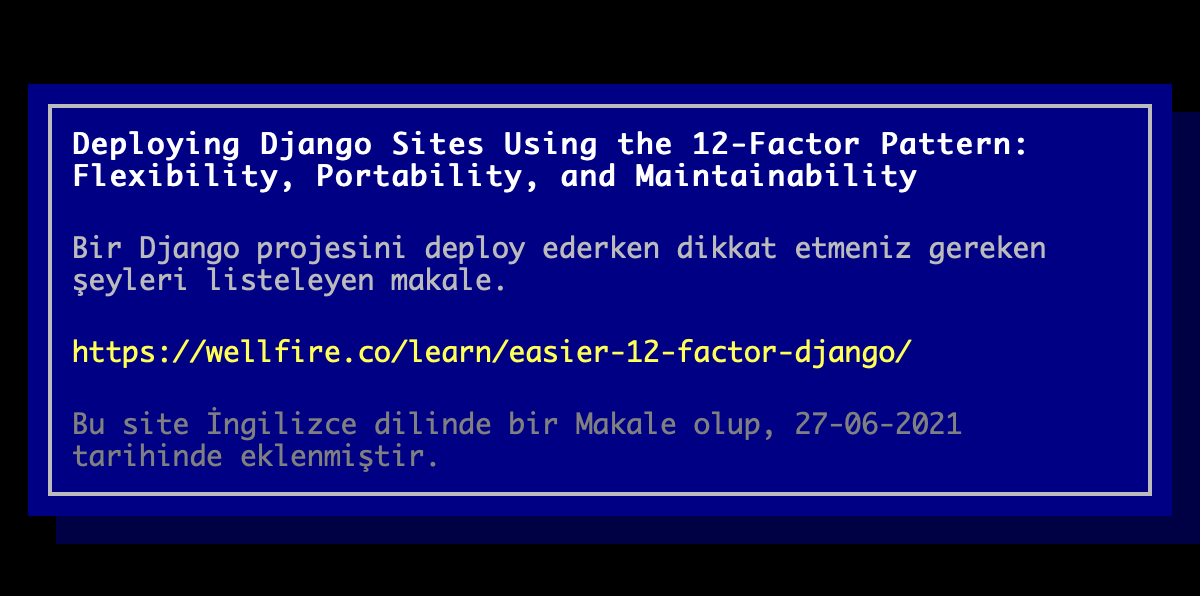 Deploying Django Sites Using the 12-Factor Pattern:
Flexibility, Portability, and Maintainability
Bir Django projesini deploy ederken dikkat etmeniz gereken
şeyleri listeleyen makale.
https://wellfire.co/learn/easier-12-factor-django/
Bu site İngilizce dilinde bir Makale olup, 27-06-2021
tarihinde eklenmiştir.